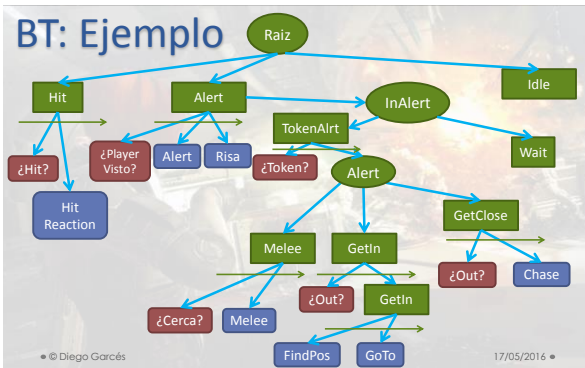 BT: Ejemplo
Raiz
Hit
Alert
InAlert
Idle
TokenAlrt
Wait
¿Hit?
¿Player
Visto?
Alert
Risa
¿Token?
Alert
Hit
Reaction
GetClose
Melee
GetIn
¿Out?
Chase
¿Cerca?
Melee
¿Out?
GetIn
FindPos
GoTo
© Diego Garcés
17/05/2016